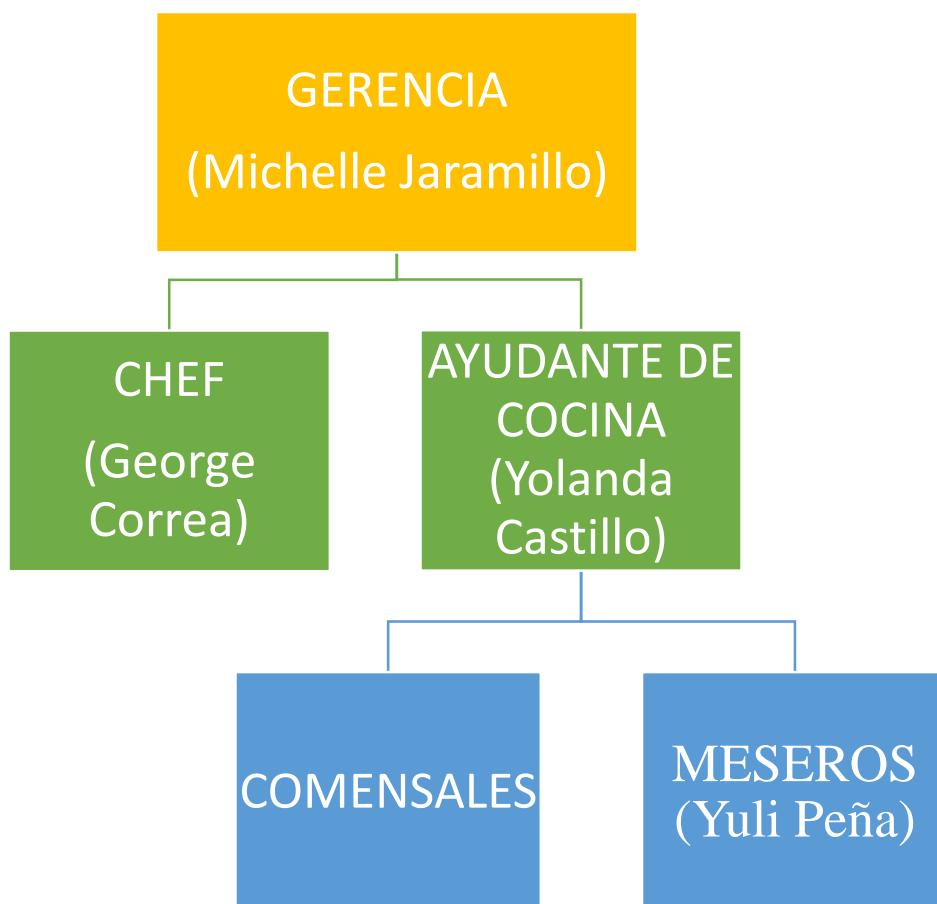 GERENCIA
(Michelle Jaramillo)
CHEF
(George
Correa)
AYUDANTE DE
COCINA
(Yolanda
Castillo)
COMENSALES
MESEROS
(Yuli Peña)